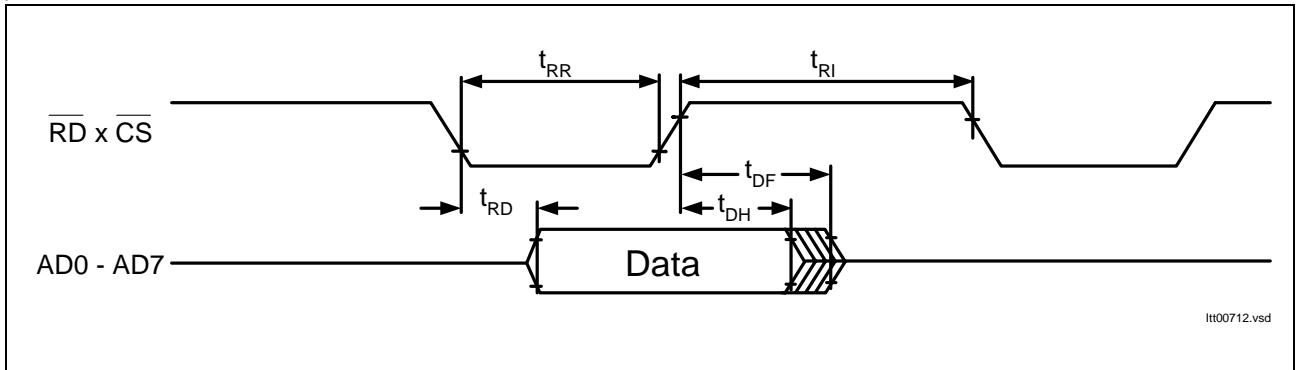 t_RR
t_RI
RD x CS
t_DF
t_RD
t_DH
AD0 - AD7
Data
ltt00712.vsd